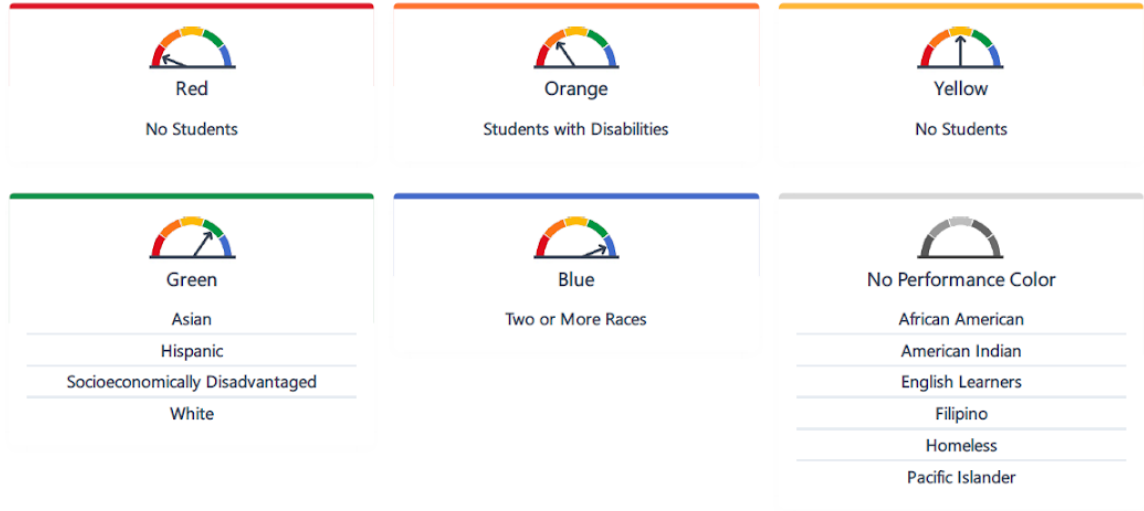 Red
No Students
Orange
Students with Disabilities
Yellow
No Students
Green
Asian
Hispanic
Socioeconomically Disadvantaged
White
Blue
Two or More Races
No Performance Color
African American
American Indian
English Learners
Filipino
Homeless
Pacific Islander